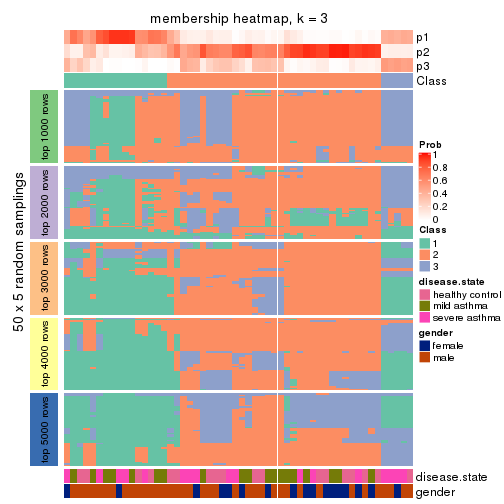 membership heatmap, k = 3
p1
p2
p3
Class
50 x 5 random samplings
top 1000 rows
top 2000 rows
top 3000 rows
top 4000 rows
top 5000 rows
disease.state
gender
Prob
1
0.8
0.6
0.4
0.2
0
Class
1
2
3
disease.state
healthy control
mild asthma
severe asthma
gender
female
male